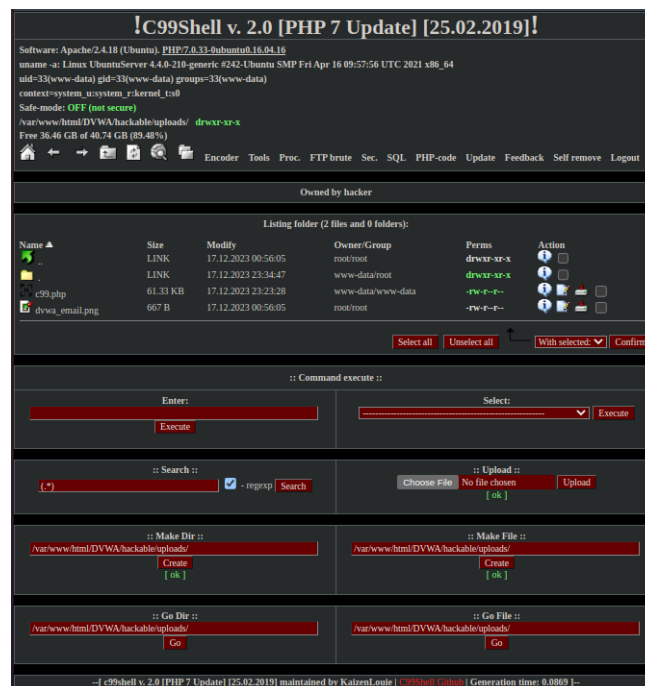 !C99Shell v. 2.0 [PHP 7 Update] [25.02.2019]!
Software: Apache/2.4.18 (Ubuntu). PHP/7.0.33-0ubuntu0.16.04.16
uname -a: Linux UbuntuServer 4.4.0-210-generic #242-Ubuntu SMP Fri Apr 16 09:57:56 UTC 2021 x86_64
uid=33(www-data) gid=33(www-data) groups=33(www-data)
context=system_u:system_r:kernel_t:s0
Safe-mode: OFF (not secure)
/var/www/html/DVWA/hackable/uploads/ drwxr-xr-x
Free 36.46 GB of 40.74 GB (89.48%)
Encoder Tools Proc. FTP brute Sec. SQL PHP-code Update Feedback Self remove Logout
Owned by hacker
Listing folder (2 files and 0 folders):
Name Size Modify Owner/Group Perms Action
.. LINK 17.12.2023 00:56:05 root/root drwxr-xr-x
. LINK 17.12.2023 23:34:47 www-data/root drwxr-xr-x
c99.php 61.33 KB 17.12.2023 23:23:28 www-data/www-data -rw-r--r--
dvwa_email.png 667 B 17.12.2023 00:56:05 root/root -rw-r--r--
Select all Unselect all With selected: Confirm
:: Command execute ::
Enter: Select:
Execute
Execute
:: Search :: :: Upload ::
(.*) - regexp Search Choose File No file chosen Upload
[ ok ]
:: Make Dir :: :: Make File ::
/var/www/html/DVWA/hackable/uploads/ /var/www/html/DVWA/hackable/uploads/
Create Create
[ ok ] [ ok ]
:: Go Dir :: :: Go File ::
/var/www/html/DVWA/hackable/uploads/ /var/www/html/DVWA/hackable/uploads/
Go Go
--[ c99shell v. 2.0 [PHP 7 Update] [25.02.2019] maintained by KaizenLouie | C99Shell Github | Generation time: 0.0869 ]--